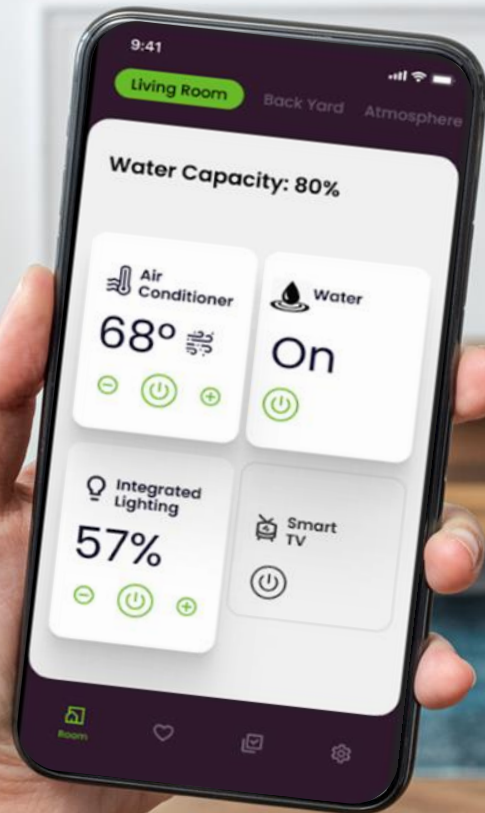 9:41
Living Room Back Yard Atmosphere
Water Capacity: 80%
Air
Conditioner
68°
Water
On
Integrated
Lighting
57%
Smart
TV
Room